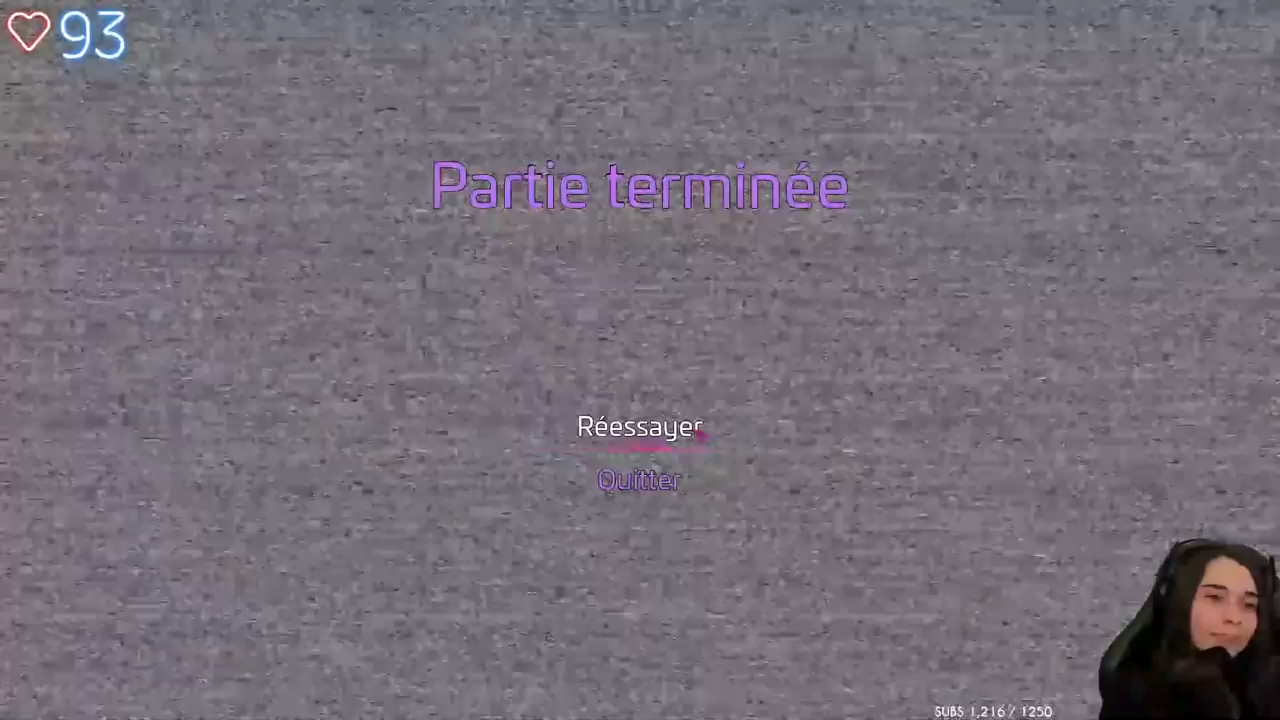 93
Partie terminée
Réessayer
Quitter
SUBS 1,216 / 1250